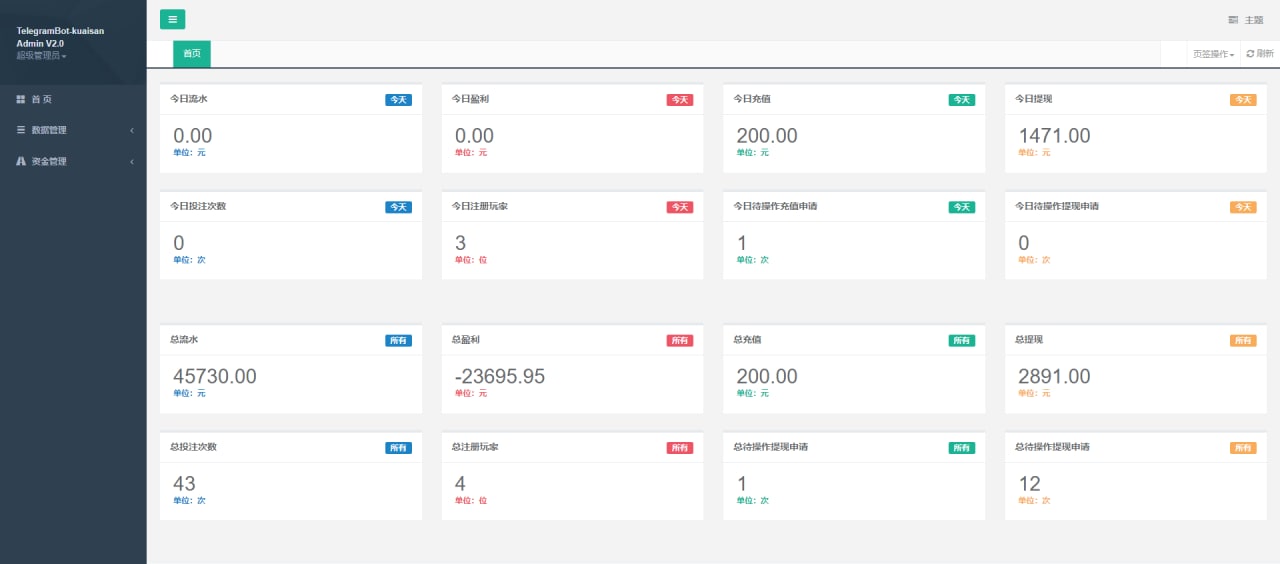 TelegramBot-kuaisan
Admin V2.0
超级管理员
首页
数据管理
资金管理
主题
首页
页签操作
刷新
今日流水 今天
0.00
单位：元
今日盈利 今天
0.00
单位：元
今日充值 今天
200.00
单位：元
今日提现 今天
1471.00
单位：元
今日投注次数 今天
0
单位：次
今日注册玩家 今天
3
单位：位
今日待操作充值申请 今天
1
单位：次
今日待操作提现申请 今天
0
单位：次
总流水 所有
45730.00
单位：元
总盈利 所有
-23695.95
单位：元
总充值 所有
200.00
单位：元
总提现 所有
2891.00
单位：元
总投注次数 所有
43
单位：次
总注册玩家 所有
4
单位：位
总待操作提现申请 所有
1
单位：次
总待操作提现申请 所有
12
单位：次